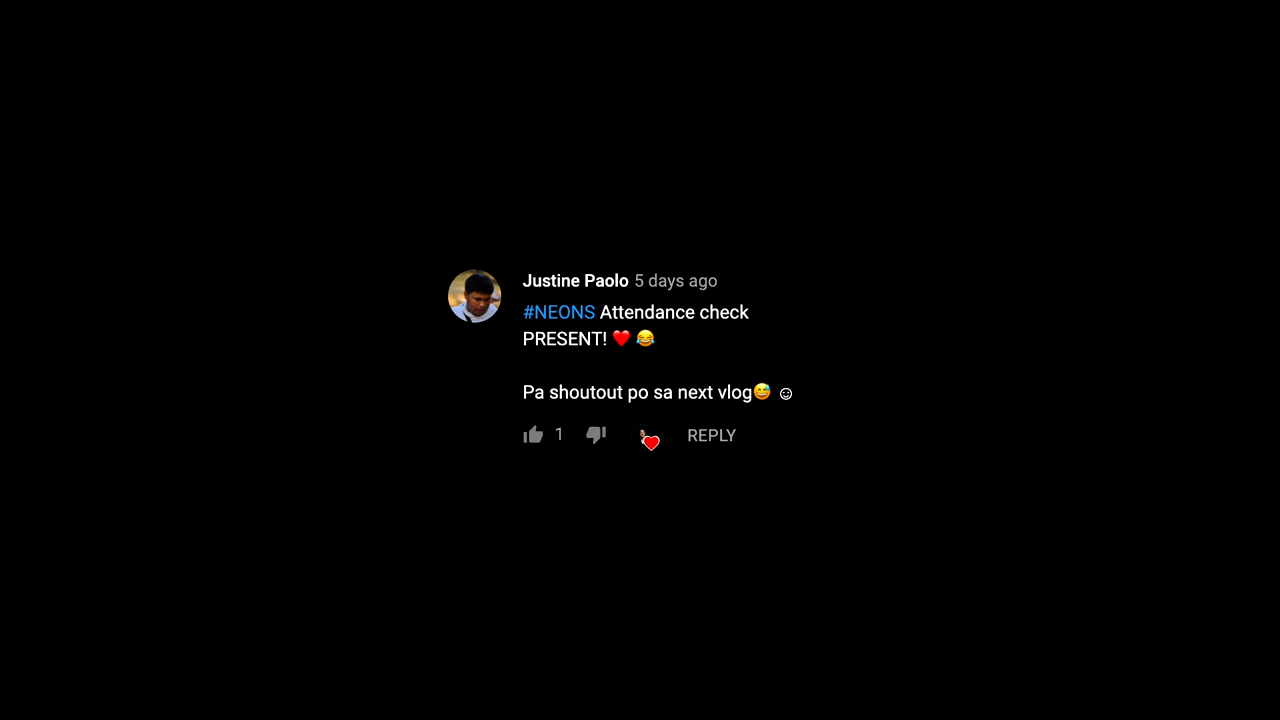 Justine Paolo 5 days ago
#NEONS Attendance check
PRESENT! ❤️ 😂
Pa shoutout po sa next vlog😅 ☺
1 REPLY